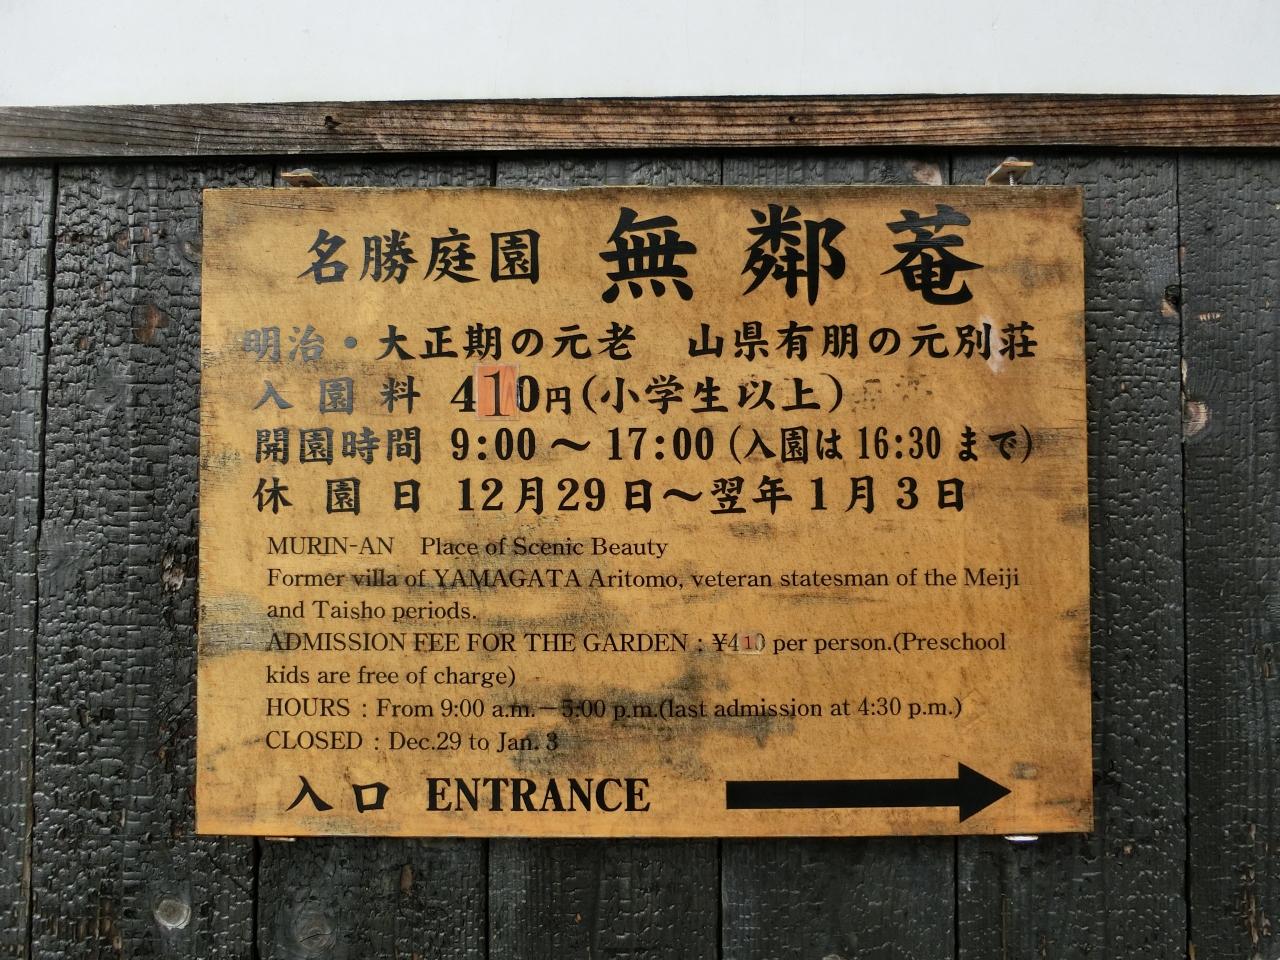 名勝庭園 無鄰菴
明治・大正期の元老 山県有朋の元別荘
入園料 410円(小学生以上)
開園時間 9:00～17:00(入園は16:30まで)
休園日 12月29日～翌年1月3日
MURIN-AN Place of Scenic Beauty
Former villa of YAMAGATA Aritomo, veteran statesman of the Meiji
and Taisho periods.
ADMISSION FEE FOR THE GARDEN : ¥410 per person.(Preschool
kids are free of charge)
HOURS : From 9:00 a.m.－5:00 p.m.(last admission at 4:30 p.m.)
CLOSED : Dec.29 to Jan. 3
入口 ENTRANCE